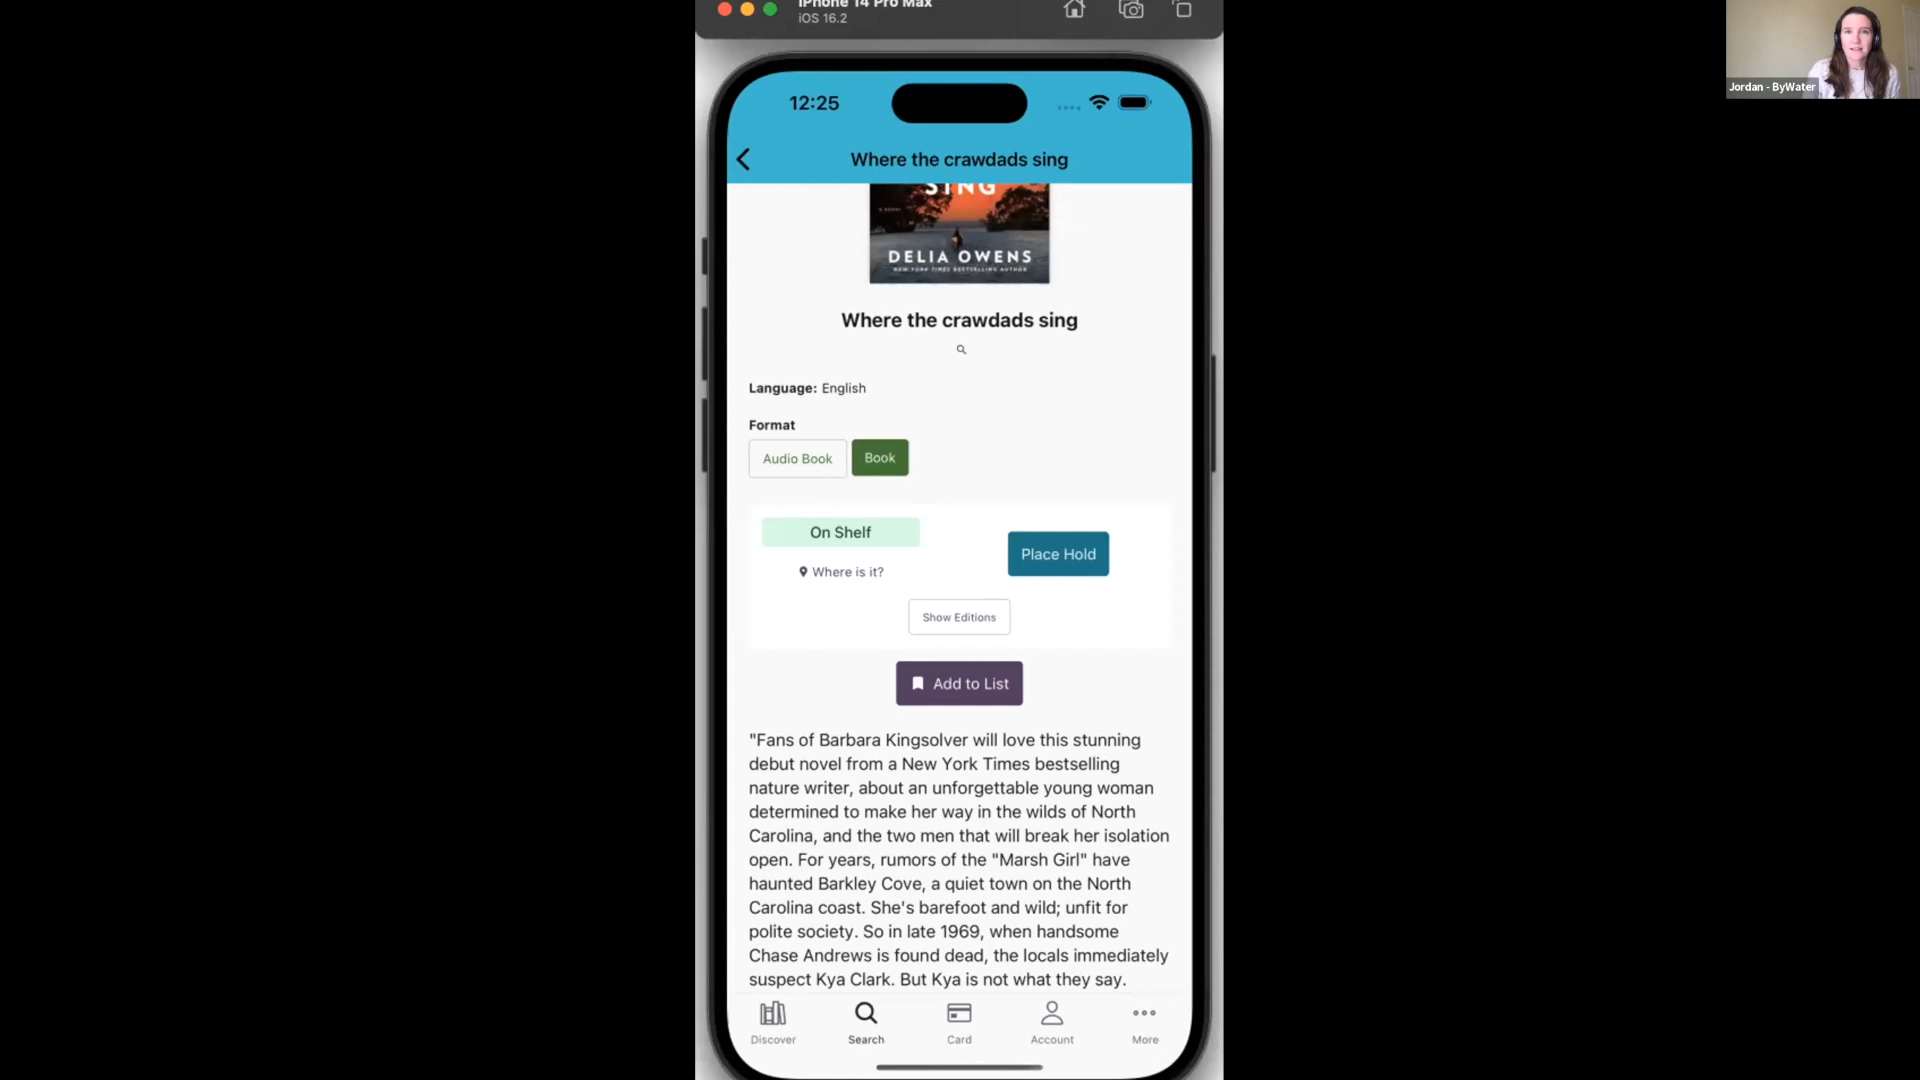 iPhone 14 Pro Max
iOS 16.2
Jordan - ByWater
12:25
Where the crawdads sing
SING
A NOVEL
DELIA OWENS
NEW YORK TIMES BESTSELLING AUTHOR
Where the crawdads sing
Language: English
Format
Audio Book
Book
On Shelf
Place Hold
Where is it?
Show Editions
Add to List
"Fans of Barbara Kingsolver will love this stunning
debut novel from a New York Times bestselling
nature writer, about an unforgettable young woman
determined to make her way in the wilds of North
Carolina, and the two men that will break her isolation
open. For years, rumors of the "Marsh Girl" have
haunted Barkley Cove, a quiet town on the North
Carolina coast. She's barefoot and wild; unfit for
polite society. So in late 1969, when handsome
Chase Andrews is found dead, the locals immediately
suspect Kya Clark. But Kya is not what they say.
Discover
Search
Card
Account
More